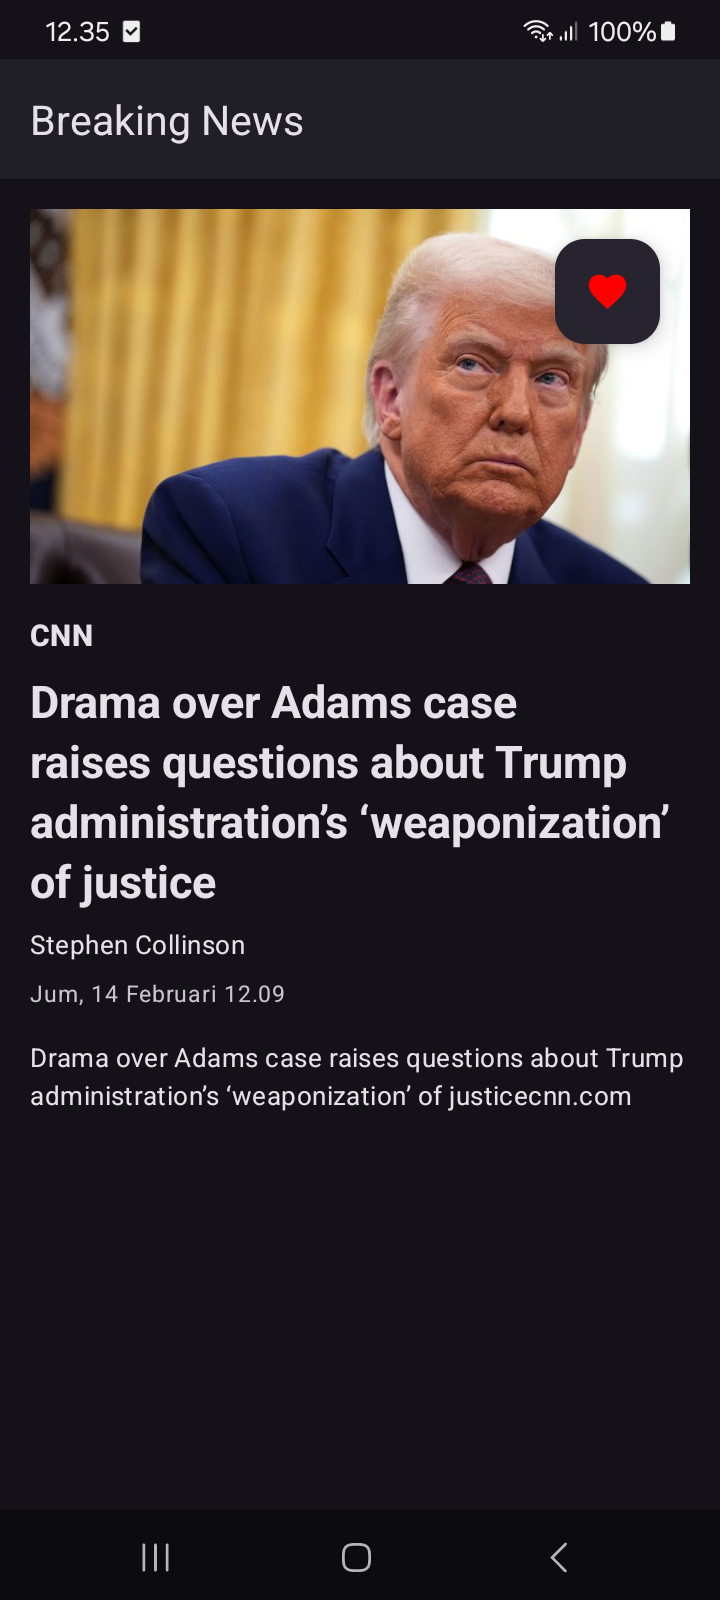 12.35
100%
Breaking News
CNN
Drama over Adams case
raises questions about Trump
administration’s ‘weaponization’
of justice
Stephen Collinson
Jum, 14 Februari 12.09
Drama over Adams case raises questions about Trump
administration’s ‘weaponization’ of justicecnn.com